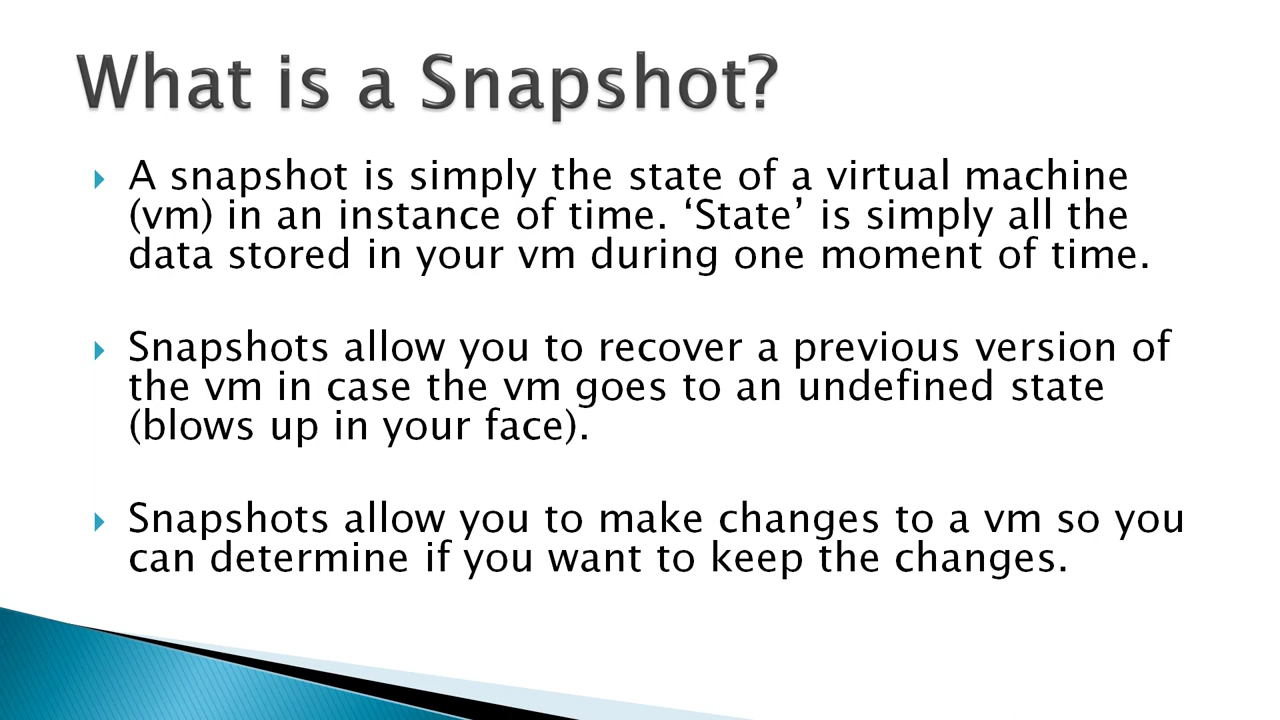 What is a Snapshot?
A snapshot is simply the state of a virtual machine
(vm) in an instance of time. ‘State’ is simply all the
data stored in your vm during one moment of time.
Snapshots allow you to recover a previous version of
the vm in case the vm goes to an undefined state
(blows up in your face).
Snapshots allow you to make changes to a vm so you
can determine if you want to keep the changes.